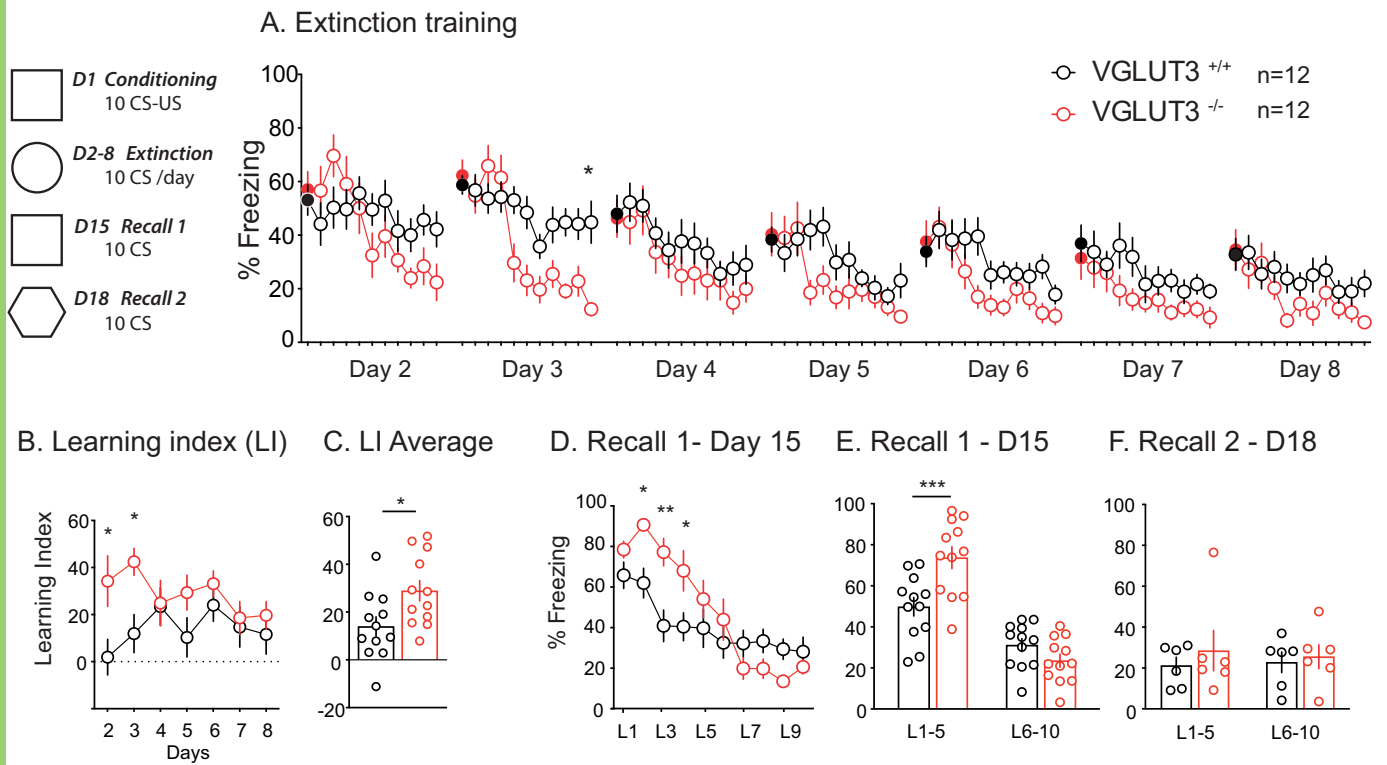 A. Extinction training
D1 Conditioning
10 CS-US
D2-8 Extinction
10 CS /day
D15 Recall 1
10 CS
D18 Recall 2
10 CS
% Freezing
100
80
60
40
20
0
*
VGLUT3 +/+ n=12
VGLUT3 -/- n=12
Day 2 Day 3 Day 4 Day 5 Day 6 Day 7 Day 8
B. Learning index (LI)
Learning Index
60
40
20
0
* *
2 3 4 5 6 7 8
Days
C. LI Average
*
60
40
20
0
-20
D. Recall 1- Day 15
% Freezing
100
80
60
40
20
0
* ** *
L1 L3 L5 L7 L9
E. Recall 1 - D15
***
100
80
60
40
20
0
L1-5 L6-10
F. Recall 2 - D18
100
80
60
40
20
0
L1-5 L6-10